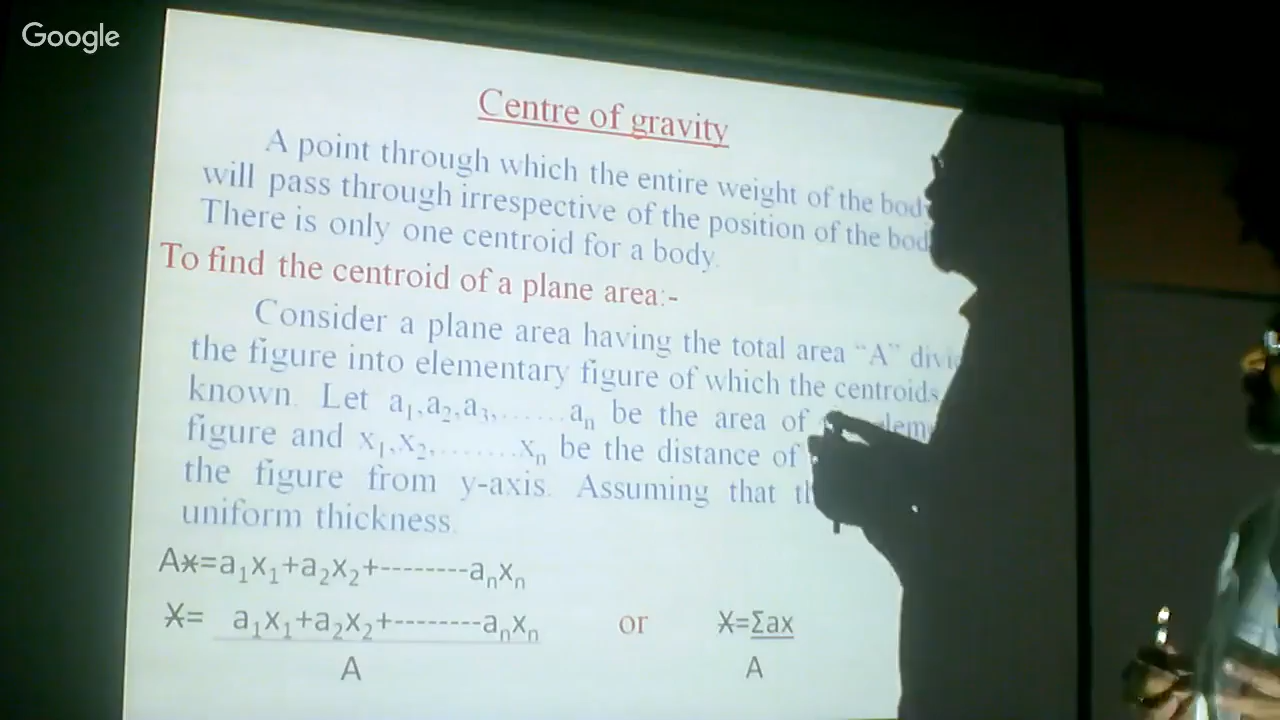 Google
Centre of gravity
A point through which the entire weight of the bod
will pass through irrespective of the position of the bod
There is only one centroid for a body.
To find the centroid of a plane area:-
Consider a plane area having the total area “A” divi
the figure into elementary figure of which the centroids
known. Let a₁,a₂,a₃,......aₙ be the area of lem
figure and x₁,x₂,.......xₙ be the distance of
the figure from y-axis. Assuming that th
uniform thickness.
Ax̶=a₁x₁+a₂x₂+--------aₙxₙ
X̶= a₁x₁+a₂x₂+--------aₙxₙ or X̶=Σax
A A